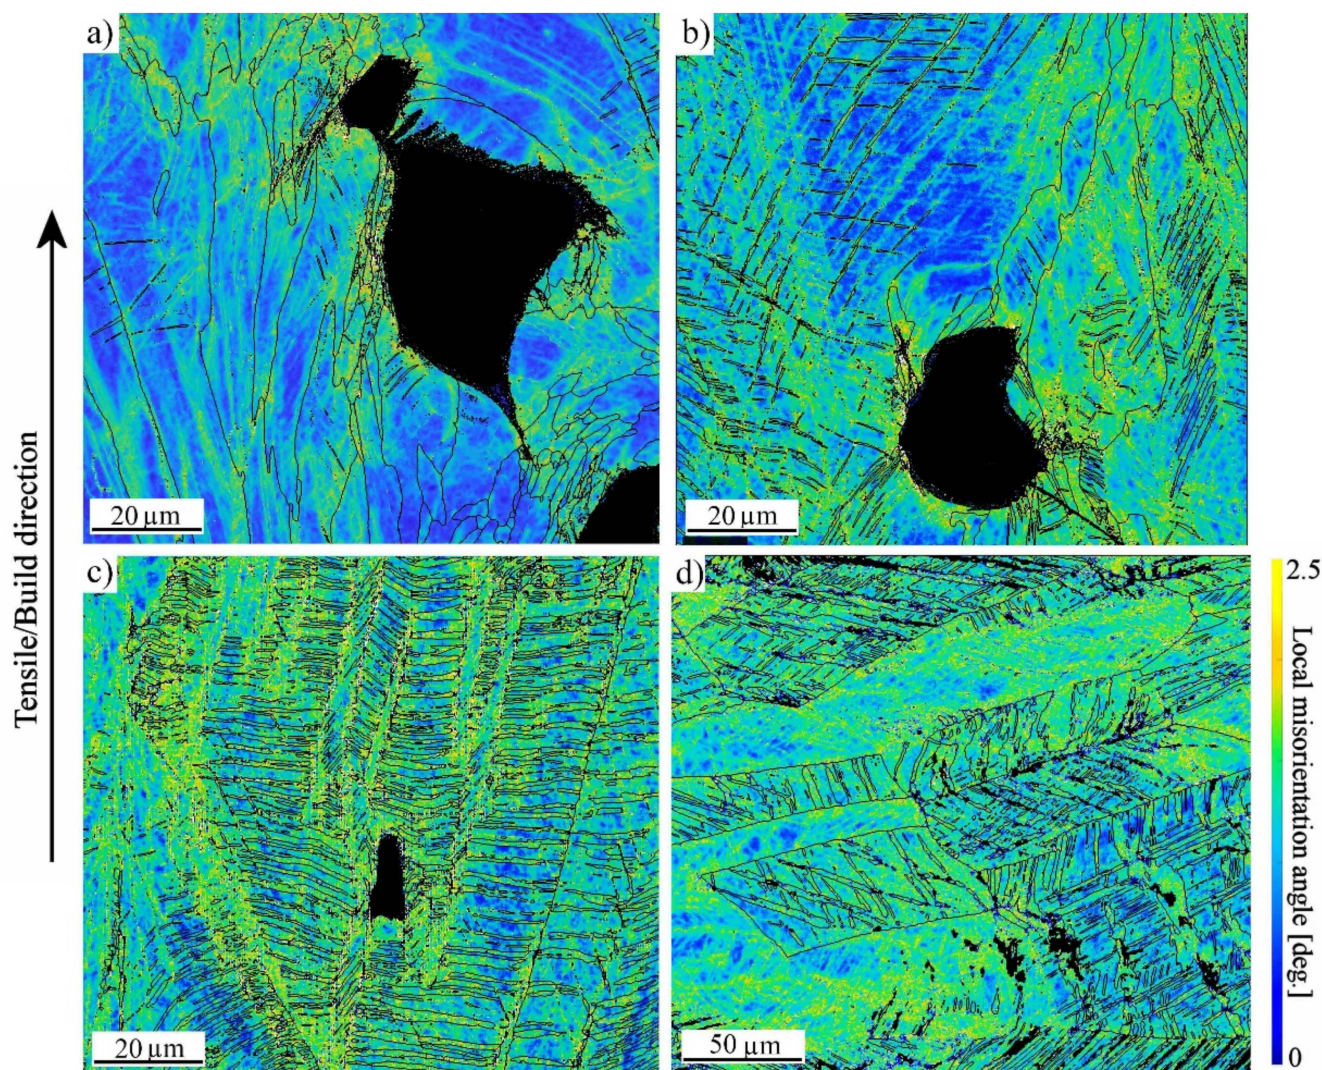 a)
b)
20 µm
20 µm
Tensile/Build direction
c)
d)
2.5
Local misorientation angle [deg.]
0
20 µm
50 µm